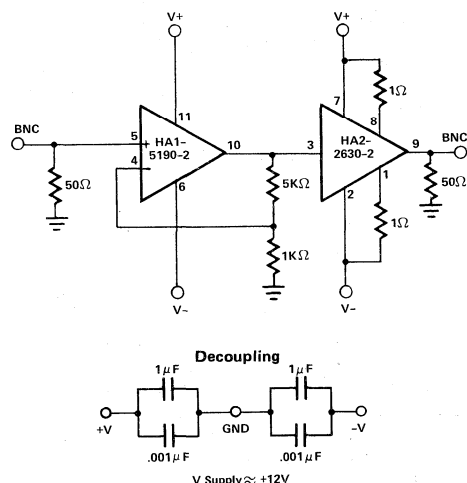 V+
V+
7
1Ω
8
11
BNC
5
+
HA1-
5190-2
4
–
6
10
3
HA2-
2630-2
9
BNC
1
2
50Ω
5KΩ
1KΩ
1Ω
50Ω
V–
V–
Decoupling
1μF
1μF
+V
GND
–V
.001μF
.001μF
V Supply ≈ ±12V